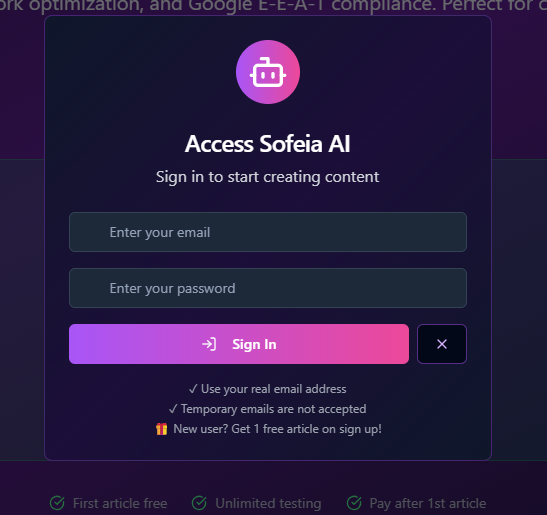 ork optimization, and Google E-E-A-T compliance. Perfect for c
Access Sofeia AI
Sign in to start creating content
Enter your email
Enter your password
Sign In
✓ Use your real email address
✓ Temporary emails are not accepted
🎁 New user? Get 1 free article on sign up!
First article free Unlimited testing Pay after 1st article